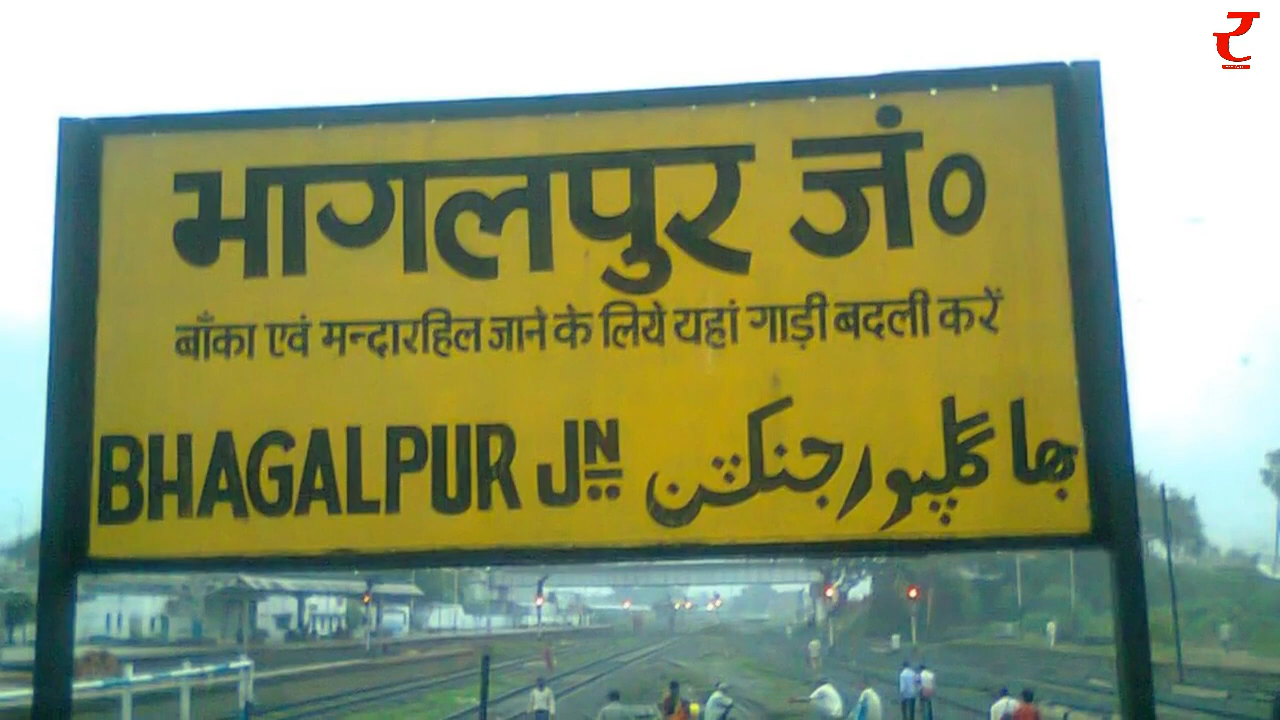 भागलपुर जं०
बाँका एवं मन्दारहिल जाने के लिये यहां गाड़ी बदली करें
BHAGALPUR JN بھاگلپور جنکشن